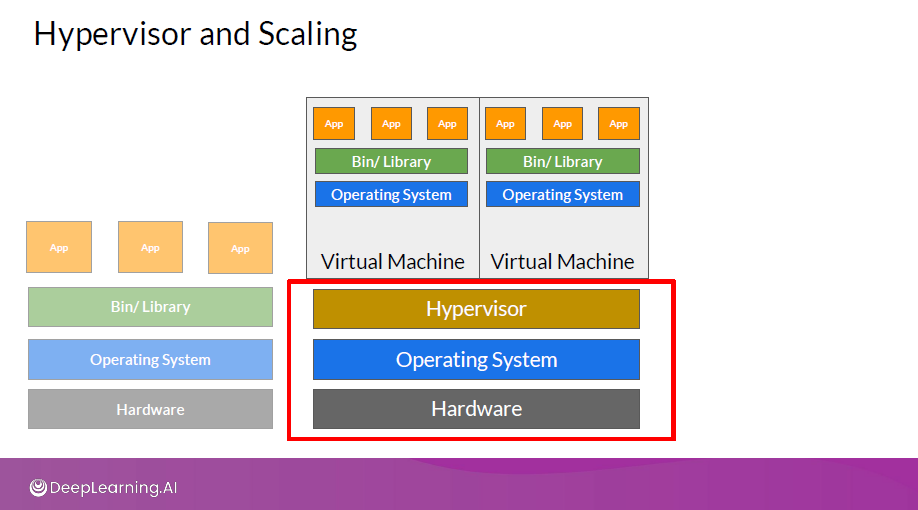 Hypervisor and Scaling
App App App App App App
Bin/ Library Bin/ Library
Operating System Operating System
Virtual Machine Virtual Machine
App App App
Bin/ Library
Operating System
Hardware
Hypervisor
Operating System
Hardware
DeepLearning.AI